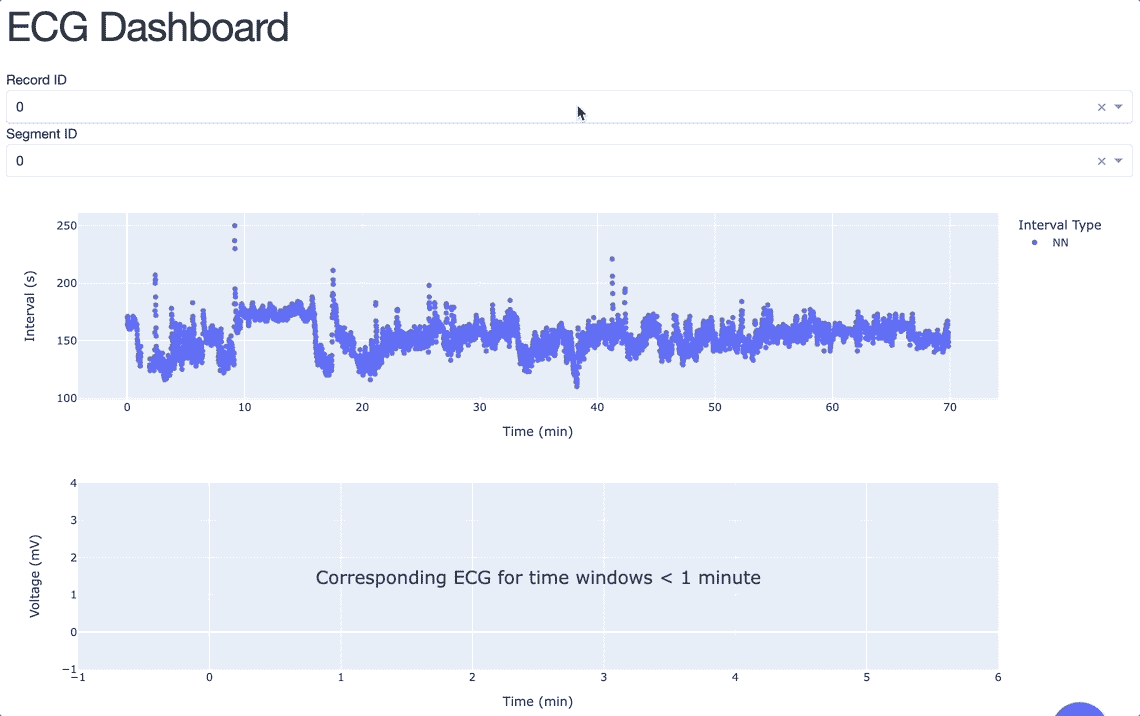 ECG Dashboard
Record ID
0
Segment ID
0
250
200
150
100
Interval (s)
0 10 20 30 40 50 60 70
Time (min)
Interval Type
NN
4
3
2
1
0
−1
Voltage (mV)
Corresponding ECG for time windows < 1 minute
−1 0 1 2 3 4 5 6
Time (min)